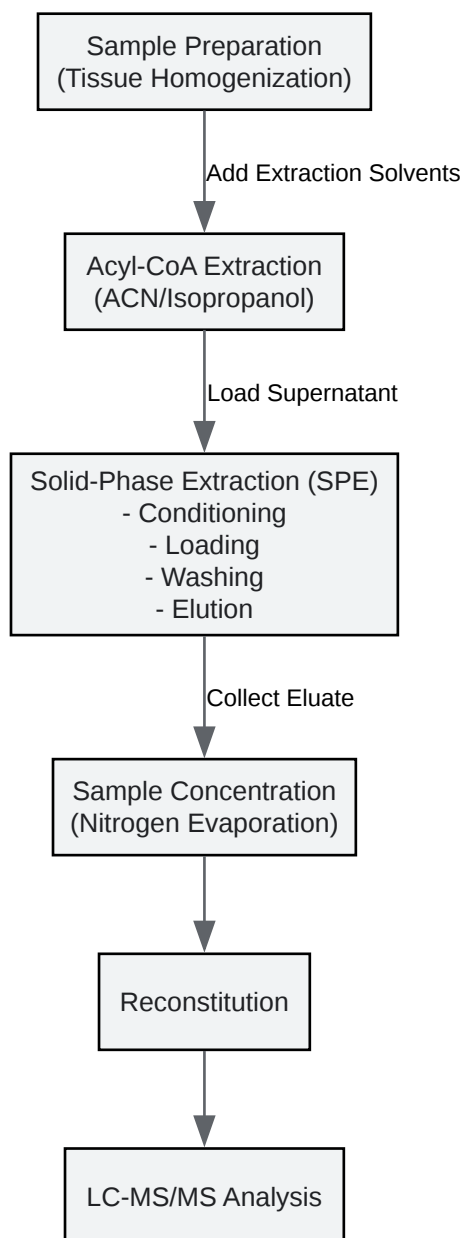 Sample Preparation
(Tissue Homogenization)
Add Extraction Solvents
Acyl-CoA Extraction
(ACN/Isopropanol)
Load Supernatant
Solid-Phase Extraction (SPE)
- Conditioning
- Loading
- Washing
- Elution
Collect Eluate
Sample Concentration
(Nitrogen Evaporation)
Reconstitution
LC-MS/MS Analysis